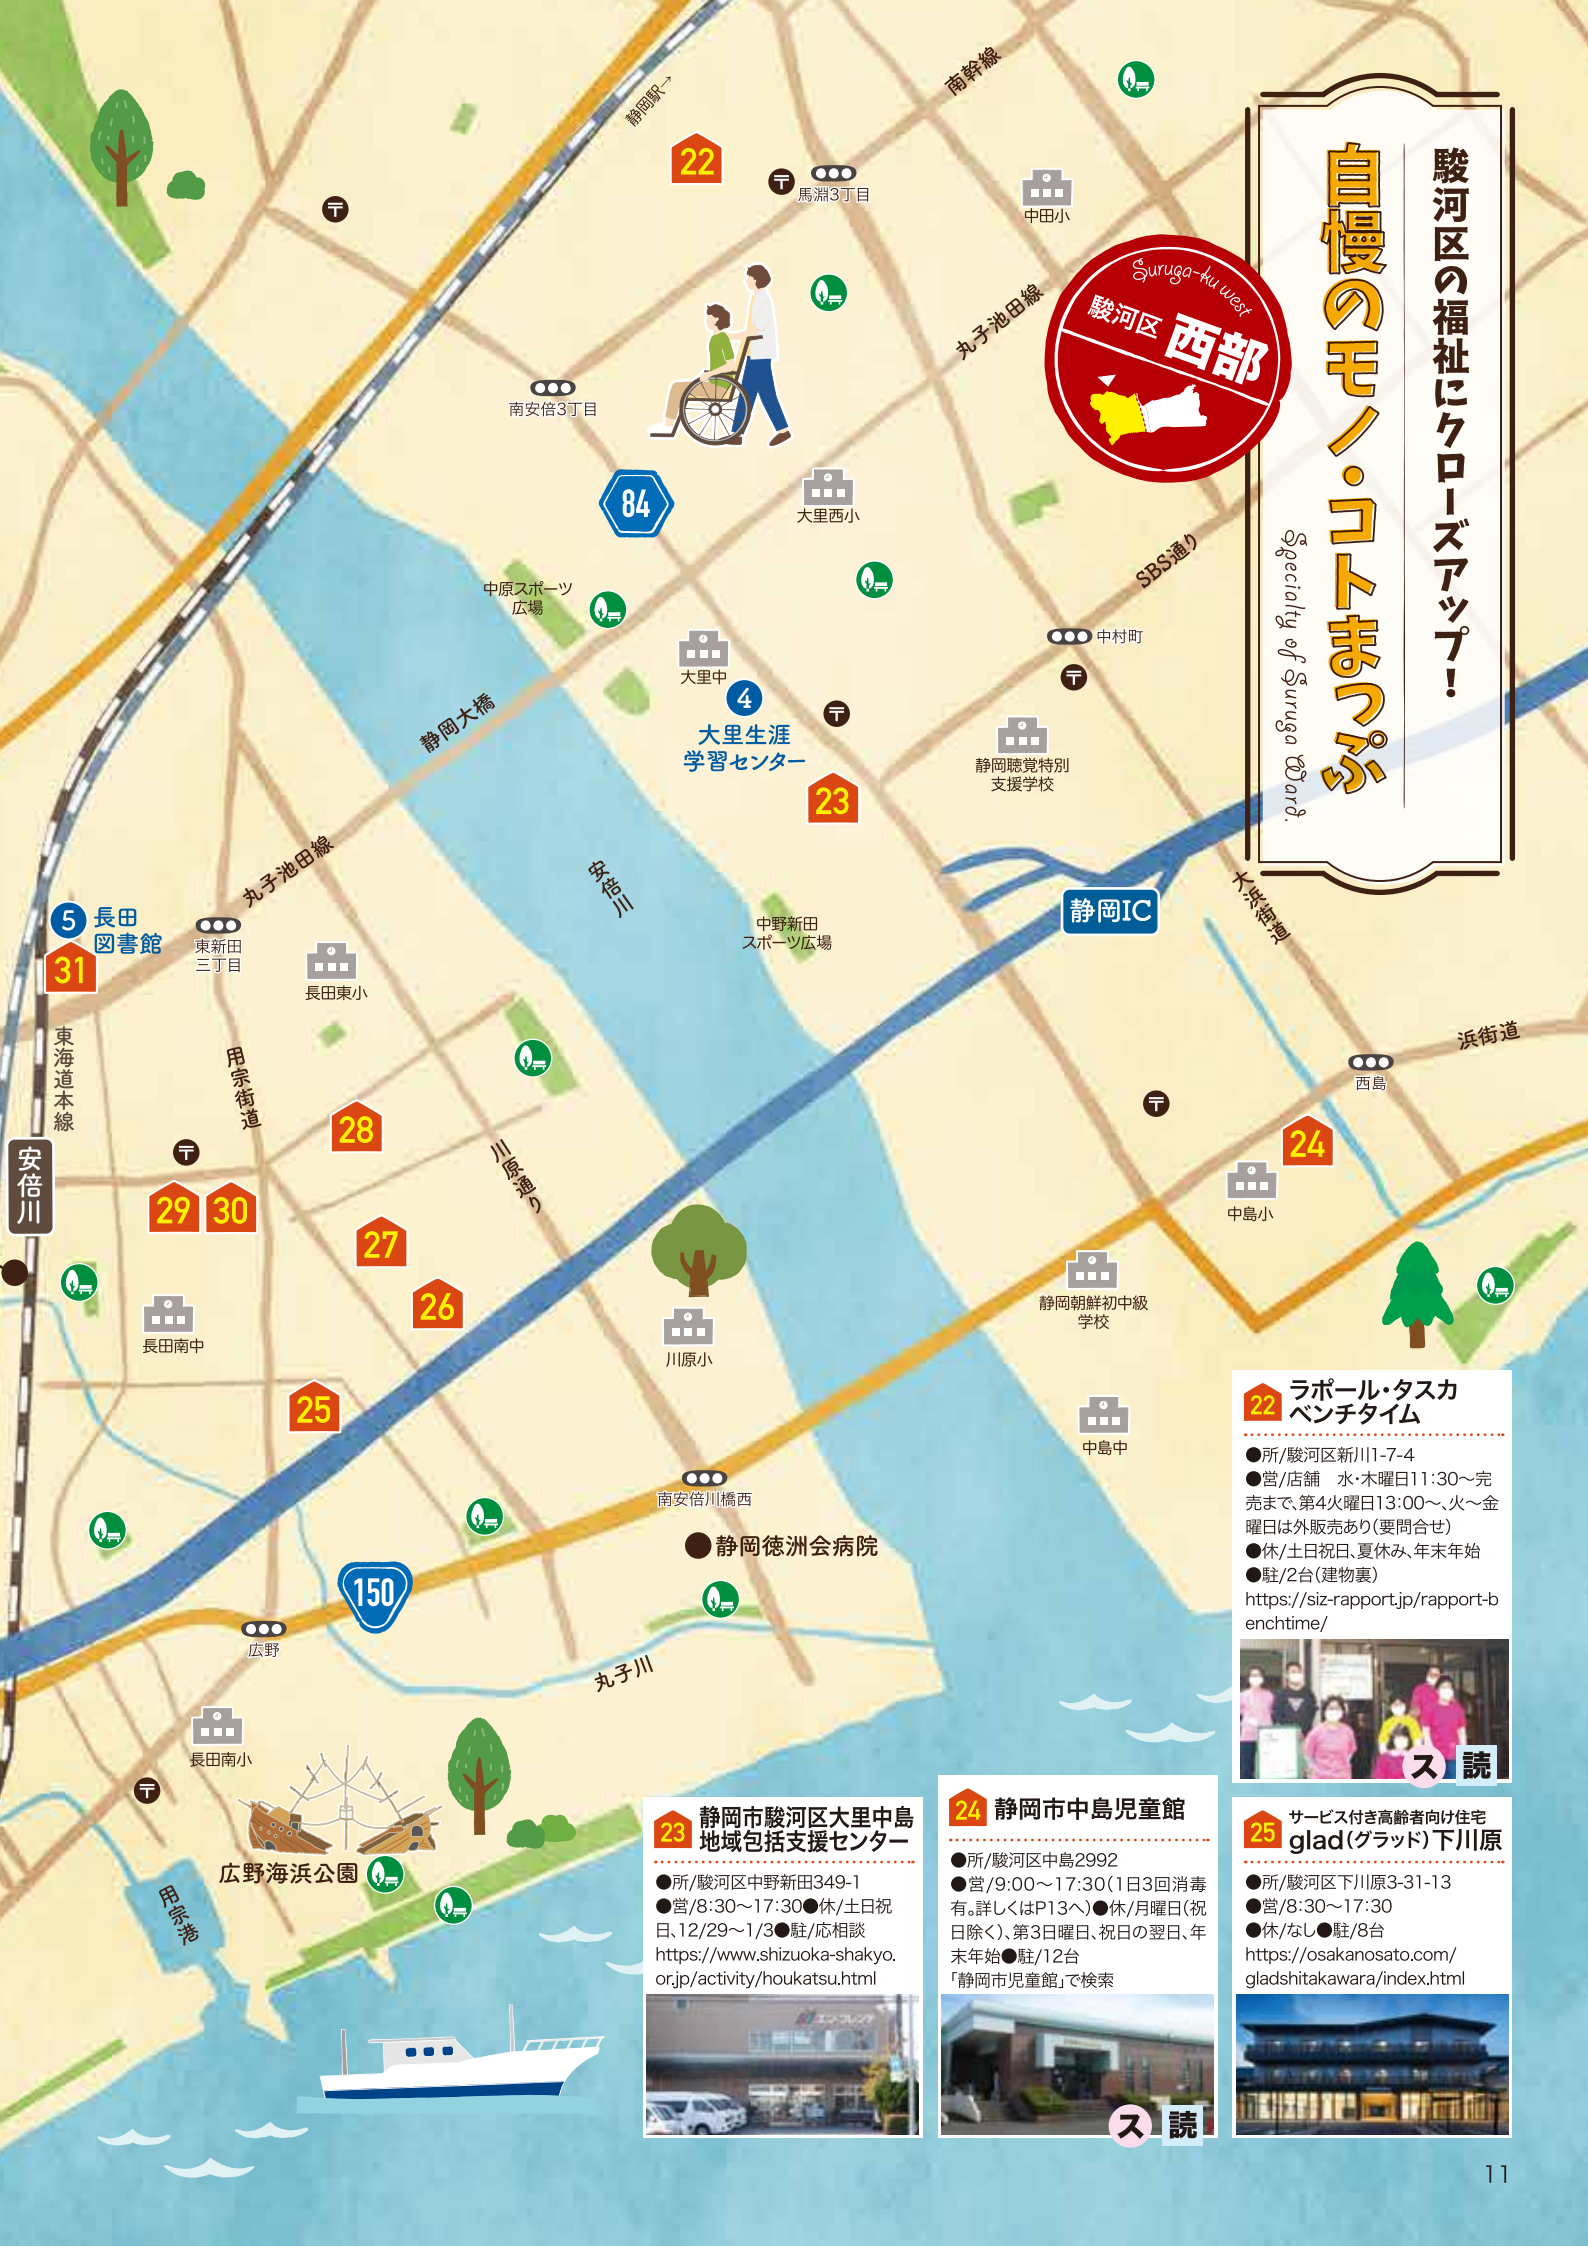 駿河区の福祉にクローズアップ!
自慢のモノ・コトまっぷ
Specialty of Suruga Ward.
Suruga-ku west
駿河区 西部
静岡駅→
南幹線
22
〒
馬淵3丁目
中田小
〒
丸子池田線
南安倍3丁目
84
大里西小
SBS通り
中原スポーツ
広場
中村町
〒
大里中
4
大里生涯
学習センター
〒
静岡大橋
静岡聴覚特別
支援学校
23
丸子池田線
安倍川
静岡IC
大浜街道
5
長田
図書館
31
東新田
三丁目
長田東小
中野新田
スポーツ広場
東海道本線
用宗街道
浜街道
西島
〒
28
24
安倍川
〒
川原通り
中島小
29
30
27
26
静岡朝鮮初中級
学校
長田南中
川原小
25
中島中
南安倍川橋西
静岡徳洲会病院
150
広野
丸子川
長田南小
〒
広野海浜公園
用宗港
22
ラポール・タスカ
ベンチタイム
●所/駿河区新川1-7-4
●営/店舗　水・木曜日11:30〜完
売まで、第4火曜日13:00〜、火〜金
曜日は外販売あり(要問合せ)
●休/土日祝日、夏休み、年末年始
●駐/2台(建物裏)
https://siz-rapport.jp/rapport-b
enchtime/
ス 読
23
静岡市駿河区大里中島
地域包括支援センター
●所/駿河区中野新田349-1
●営/8:30〜17:30●休/土日祝
日、12/29〜1/3●駐/応相談
https://www.shizuoka-shakyo.
or.jp/activity/houkatsu.html
エンコレンテ
24
静岡市中島児童館
●所/駿河区中島2992
●営/9:00〜17:30(1日3回消毒
有。詳しくはP13へ)●休/月曜日(祝
日除く)、第3日曜日、祝日の翌日、年
末年始●駐/12台
「静岡市児童館」で検索
ス 読
25
サービス付き高齢者向け住宅
glad(グラッド)下川原
●所/駿河区下川原3-31-13
●営/8:30〜17:30
●休/なし●駐/8台
https://osakanosato.com/
gladshitakawara/index.html
11